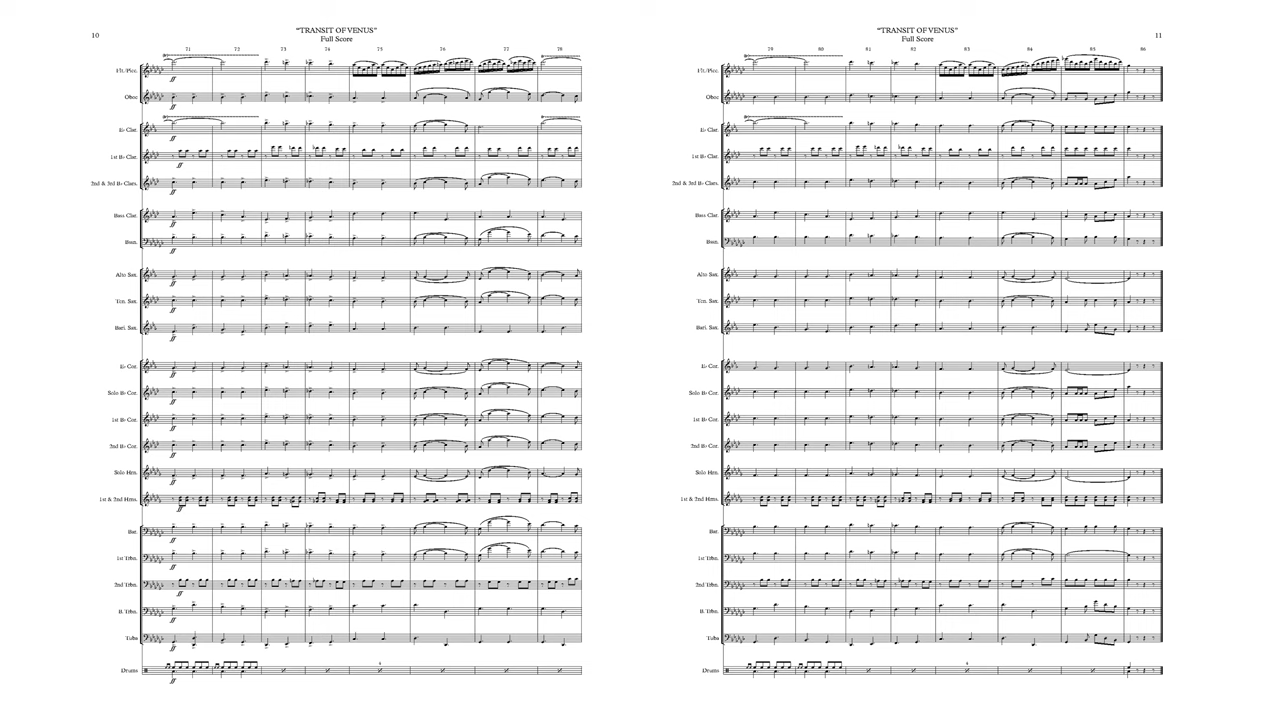 10
"TRANSIT OF VENUS"
Full Score
71 72 73 74 75 76 77 78
Fl./Picc.
Oboe
E♭ Clar.
1st B♭ Clar.
2nd & 3rd B♭ Clars.
Bass Clar.
Bsn.
Alto Sax.
Ten. Sax.
Bari. Sax.
E♭ Cor.
Solo B♭ Cor.
1st B♭ Cor.
2nd B♭ Cor.
Solo Hrn.
1st & 2nd Hrns.
Bar.
1st Trbn.
2nd Trbn.
B. Trbn.
Tuba
Drums
ff
4
"TRANSIT OF VENUS"
Full Score
11
79 80 81 82 83 84 85 86
Fl./Picc.
Oboe
E♭ Clar.
1st B♭ Clar.
2nd & 3rd B♭ Clars.
Bass Clar.
Bsn.
Alto Sax.
Ten. Sax.
Bari. Sax.
E♭ Cor.
Solo B♭ Cor.
1st B♭ Cor.
2nd B♭ Cor.
Solo Hrn.
1st & 2nd Hrns.
Bar.
1st Trbn.
2nd Trbn.
B. Trbn.
Tuba
Drums
4